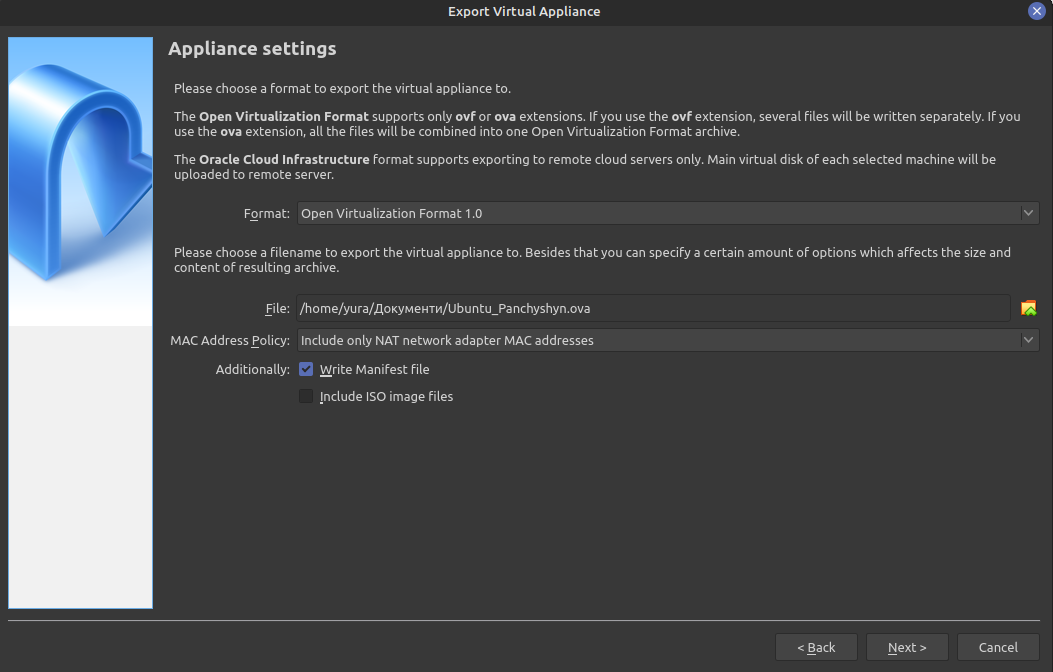 Export Virtual Appliance
Appliance settings
Please choose a format to export the virtual appliance to.
The Open Virtualization Format supports only ovf or ova extensions. If you use the ovf extension, several files will be written separately. If you
use the ova extension, all the files will be combined into one Open Virtualization Format archive.
The Oracle Cloud Infrastructure format supports exporting to remote cloud servers only. Main virtual disk of each selected machine will be
uploaded to remote server.
Format: Open Virtualization Format 1.0
Please choose a filename to export the virtual appliance to. Besides that you can specify a certain amount of options which affects the size and
content of resulting archive.
File: /home/yura/Документи/Ubuntu_Panchyshyn.ova
MAC Address Policy: Include only NAT network adapter MAC addresses
Additionally: Write Manifest file
Include ISO image files
< Back Next > Cancel